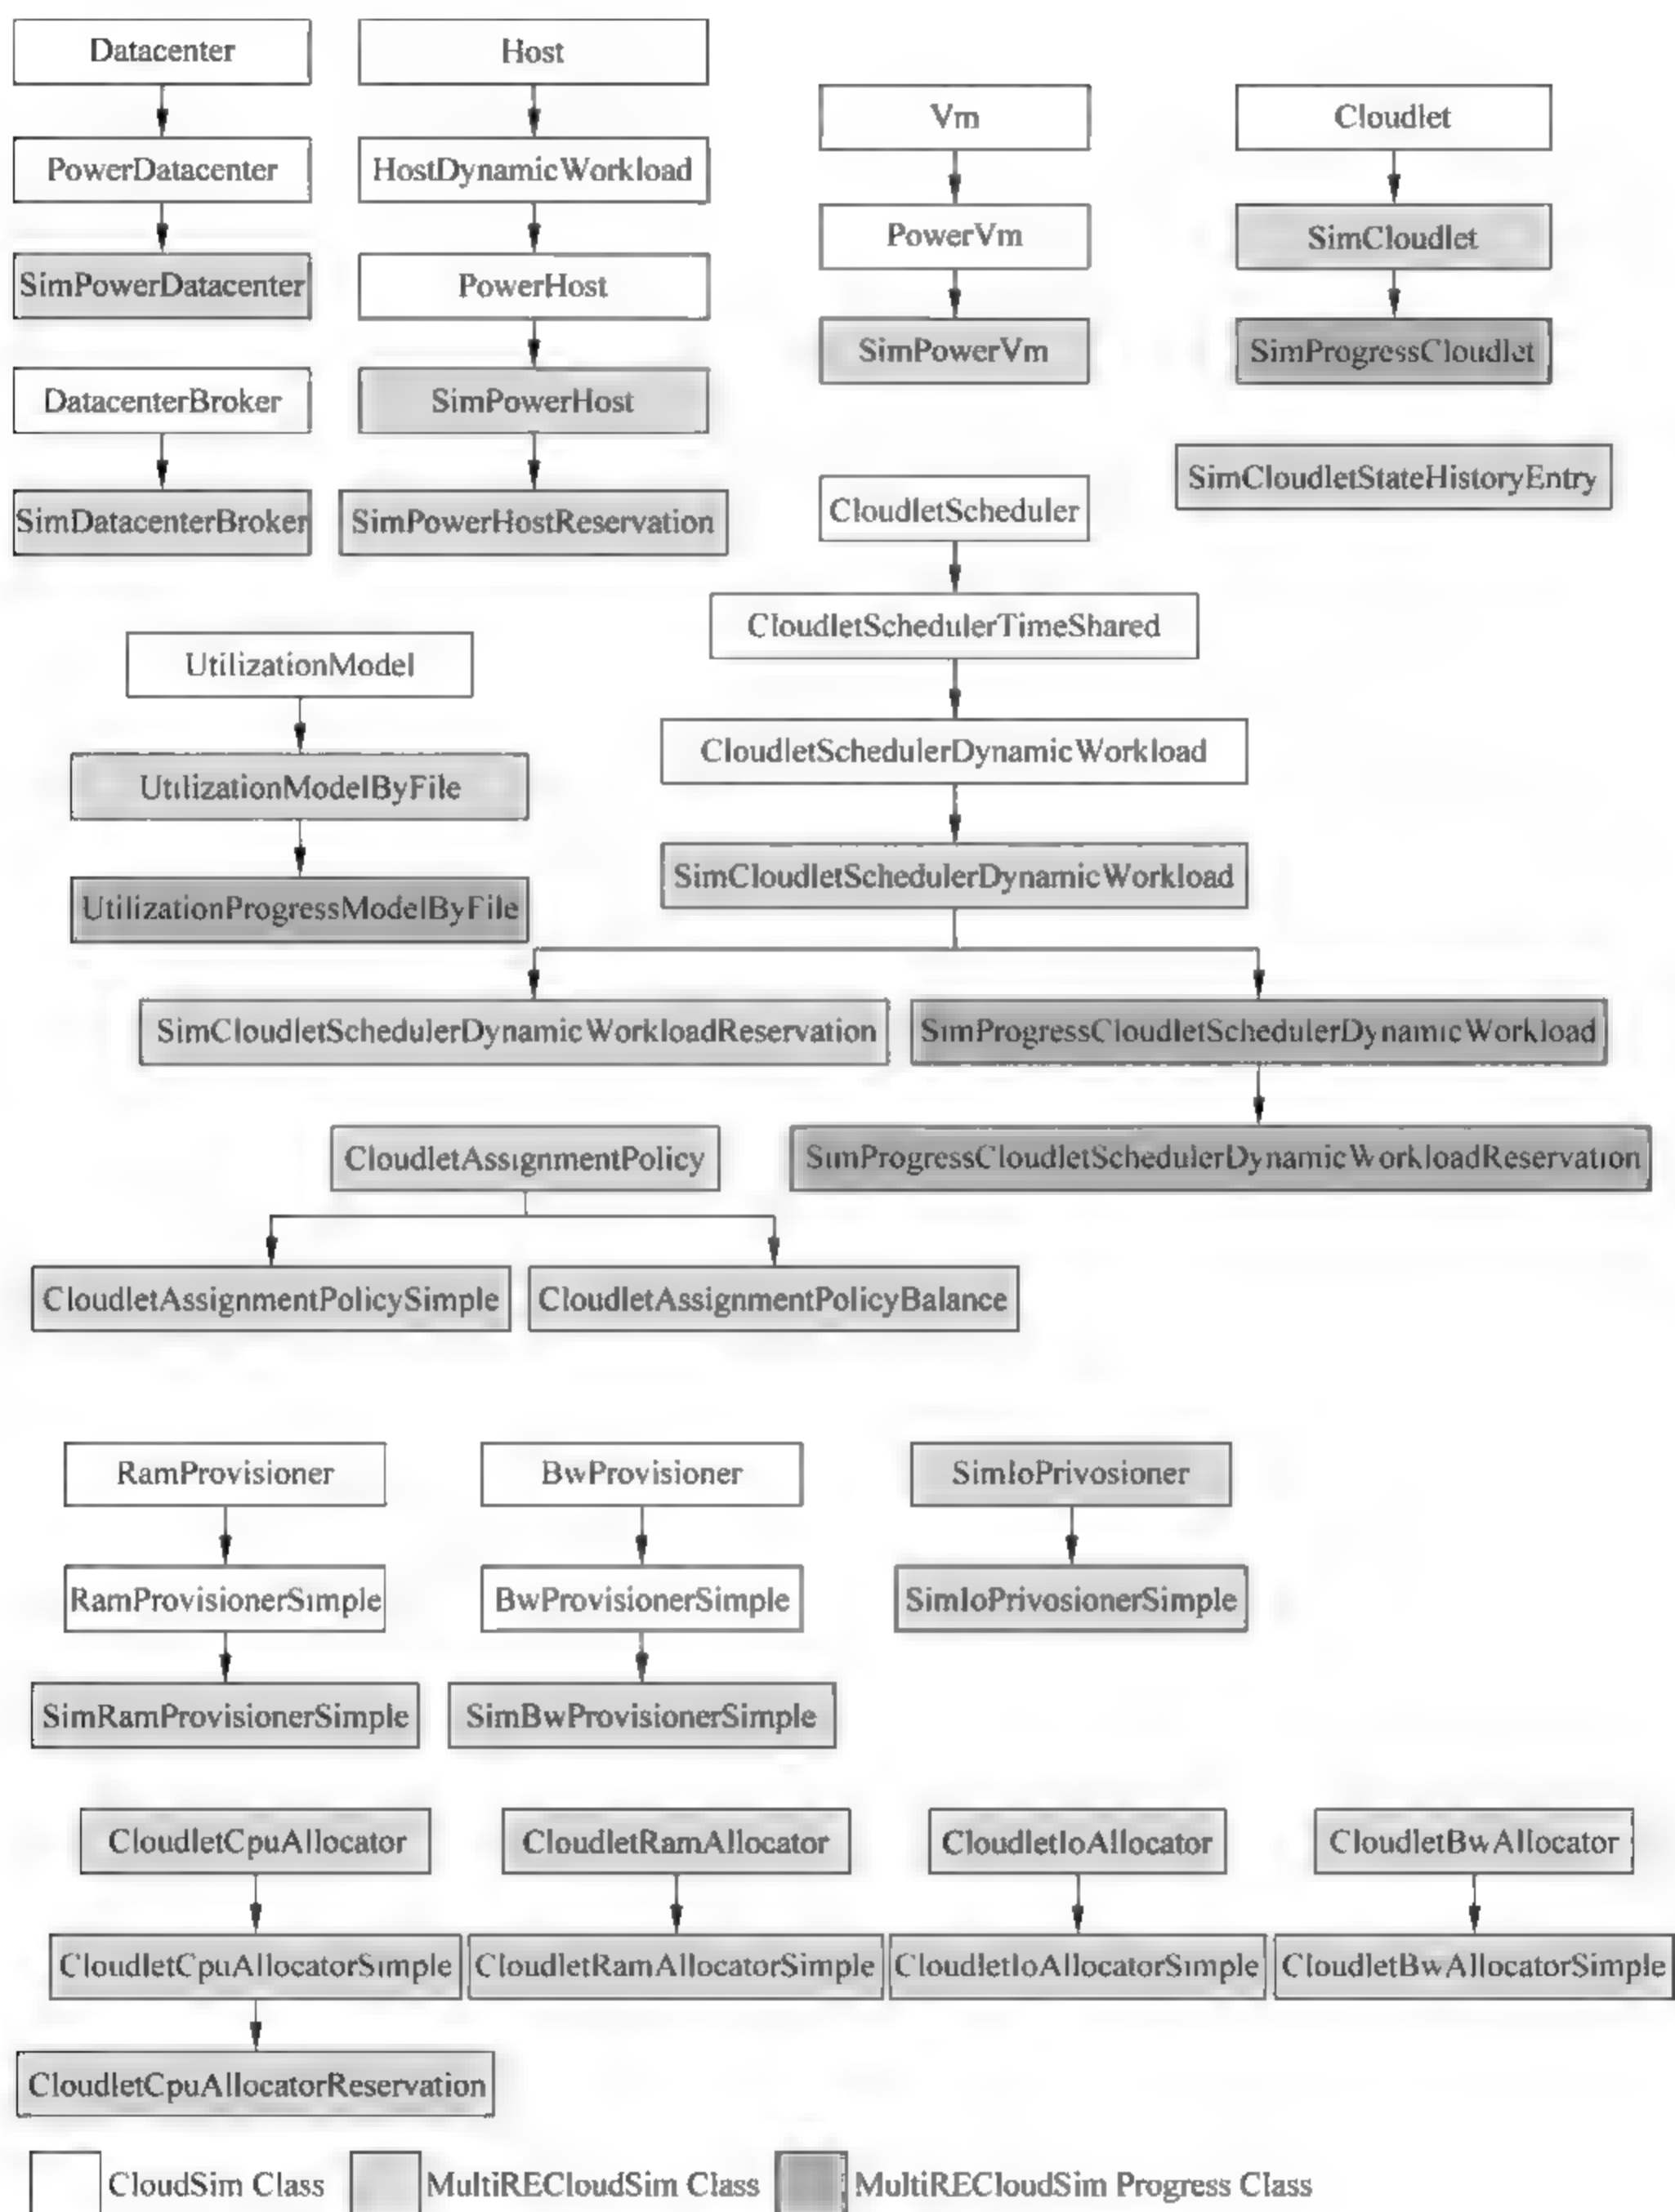 Datacenter
Host
Vm
Cloudlet
PowerDatacenter
HostDynamicWorkload
PowerVm
SimCloudlet
SimPowerDatacenter
PowerHost
SimPowerVm
SimProgressCloudlet
DatacenterBroker
SimPowerHost
SimCloudletStateHistoryEntry
SimDatacenterBroker
SimPowerHostReservation
CloudletScheduler
CloudletSchedulerTimeShared
UtilizationModel
CloudletSchedulerDynamicWorkload
UtilizationModelByFile
SimCloudletSchedulerDynamicWorkload
UtilizationProgressModelByFile
SimCloudletSchedulerDynamicWorkloadReservation
SimProgressCloudletSchedulerDynamicWorkload
CloudletAssignmentPolicy
SimProgressCloudletSchedulerDynamicWorkloadReservation
CloudletAssignmentPolicySimple
CloudletAssignmentPolicyBalance
RamProvisioner
BwProvisioner
SimIoPrivosioner
RamProvisionerSimple
BwProvisionerSimple
SimIoPrivosionerSimple
SimRamProvisionerSimple
SimBwProvisionerSimple
CloudletCpuAllocator
CloudletRamAllocator
CloudletIoAllocator
CloudletBwAllocator
CloudletCpuAllocatorSimple
CloudletRamAllocatorSimple
CloudletIoAllocatorSimple
CloudletBwAllocatorSimple
CloudletCpuAllocatorReservation
CloudSim Class
MultiRECloudSim Class
MultiRECloudSim Progress Class